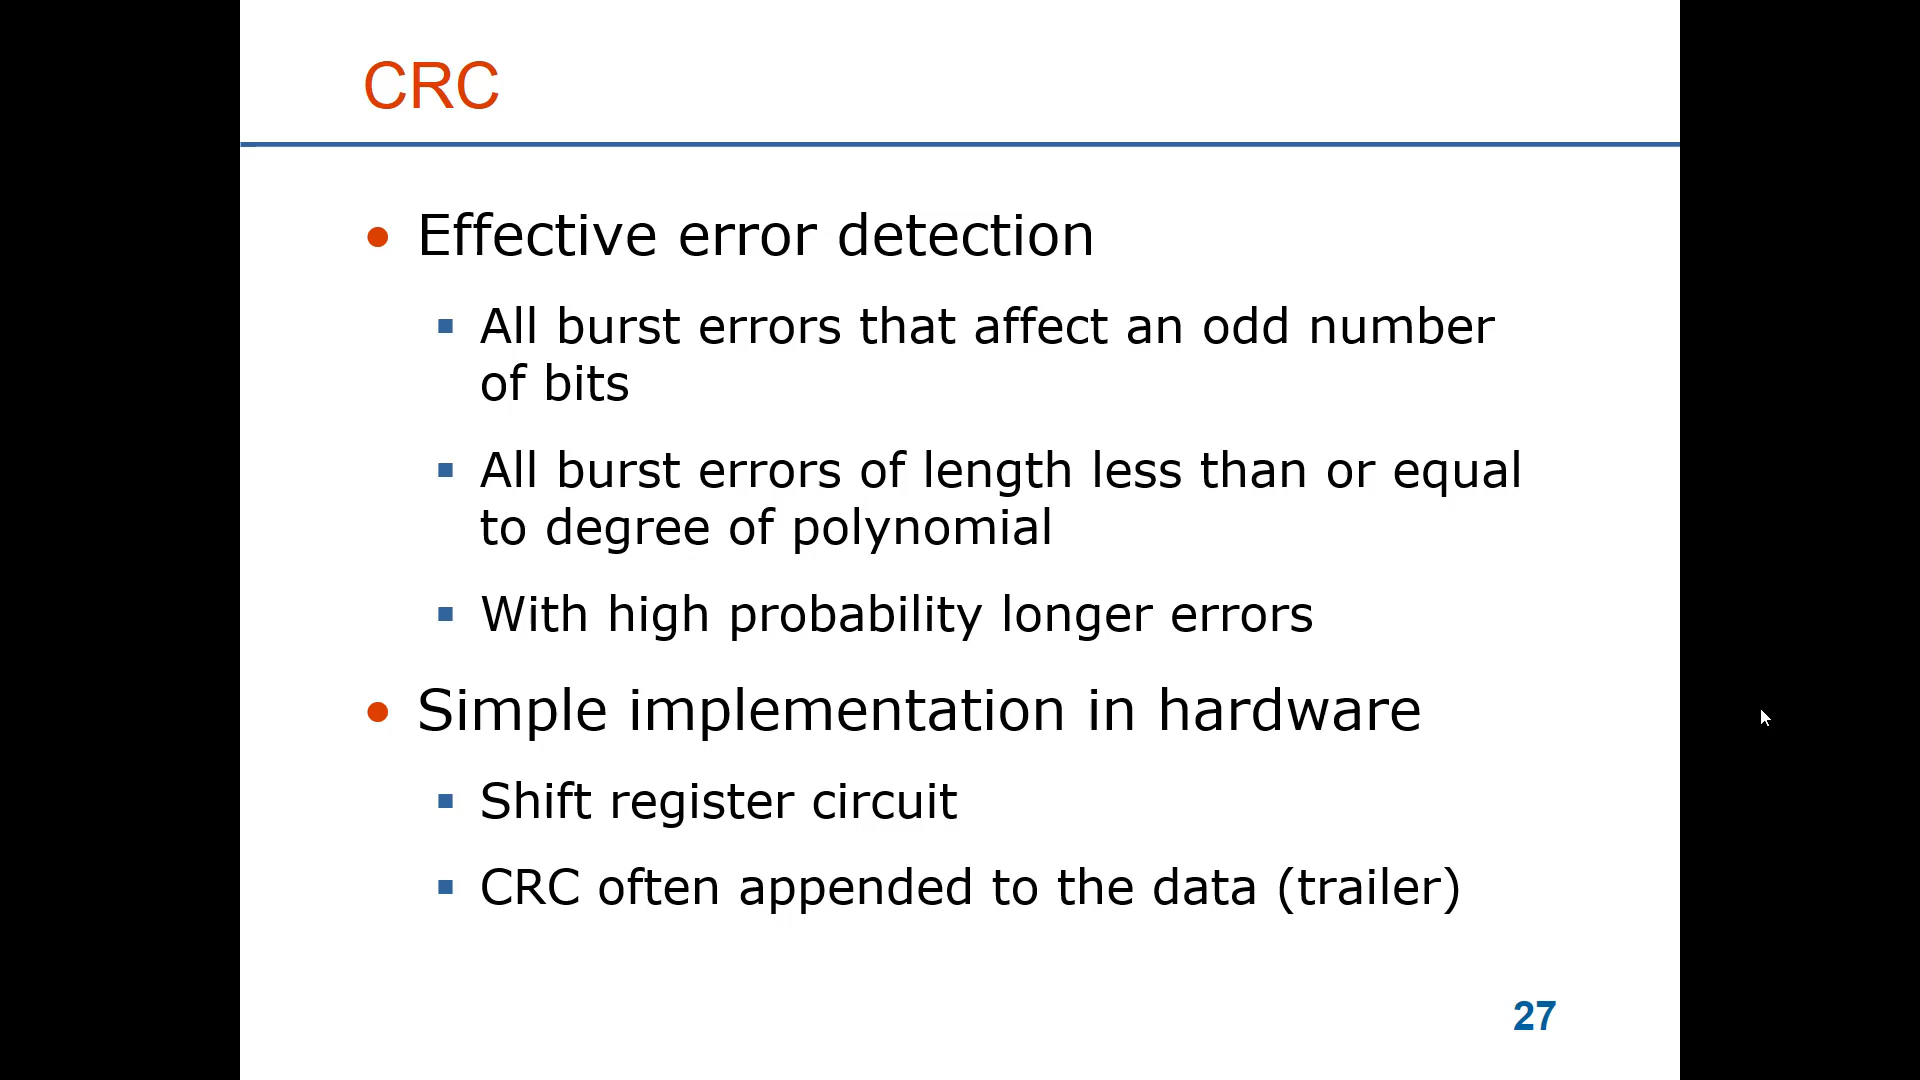 CRC
• Effective error detection
▪ All burst errors that affect an odd number
of bits
▪ All burst errors of length less than or equal
to degree of polynomial
▪ With high probability longer errors
• Simple implementation in hardware
▪ Shift register circuit
▪ CRC often appended to the data (trailer)
27